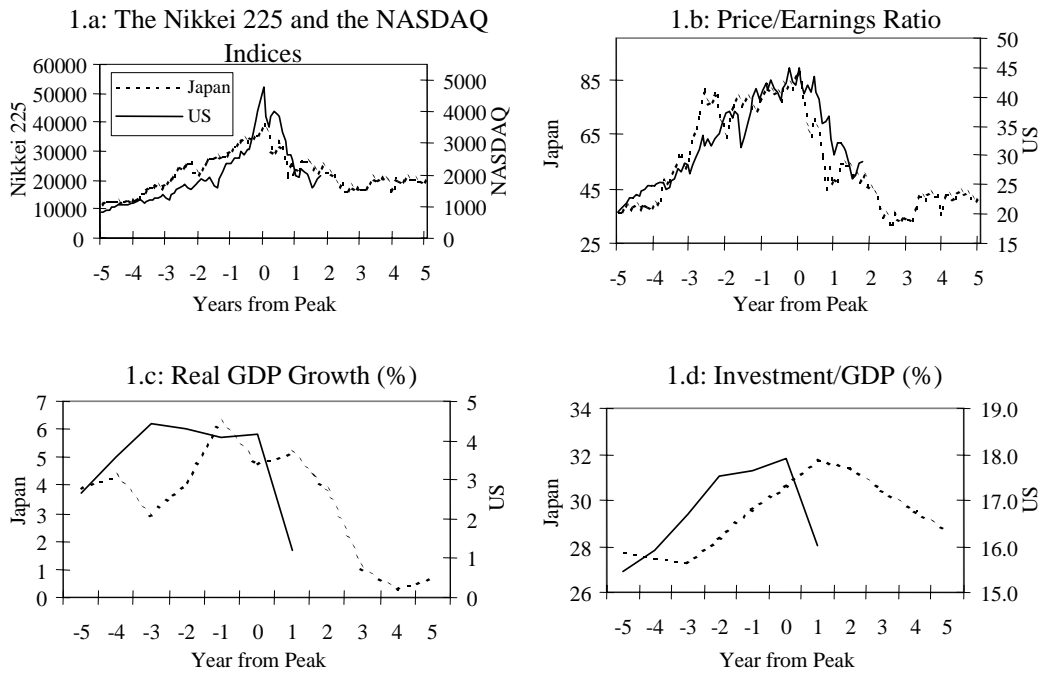 1.a: The Nikkei 225 and the NASDAQ
Indices
60000
50000
40000
30000
20000
10000
0
Nikkei 225
Japan
US
5000
4000
3000
2000
1000
0
NASDAQ
-5 -4 -3 -2 -1 0 1 2 3 4 5
Years from Peak
1.b: Price/Earnings Ratio
85
65
45
25
Japan
50
45
40
35
30
25
20
15
US
-5 -4 -3 -2 -1 0 1 2 3 4 5
Year from Peak
1.c: Real GDP Growth (%)
7
6
5
4
3
2
1
0
Japan
5
4
3
2
1
0
US
-5 -4 -3 -2 -1 0 1 2 3 4 5
Year from Peak
1.d: Investment/GDP (%)
34
32
30
28
26
Japan
19.0
18.0
17.0
16.0
15.0
US
-5 -4 -3 -2 -1 0 1 2 3 4 5
Year from Peak